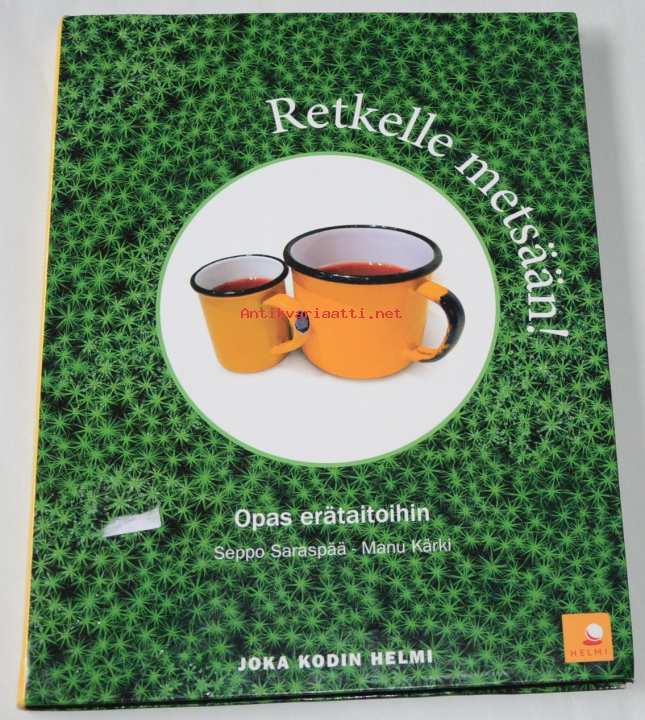 Retkelle metsään!
Antikvariaatti.net
Opas erätaitoihin
Seppo Saraspää - Manu Kärki
JOKA KODIN HELMI
HELMI